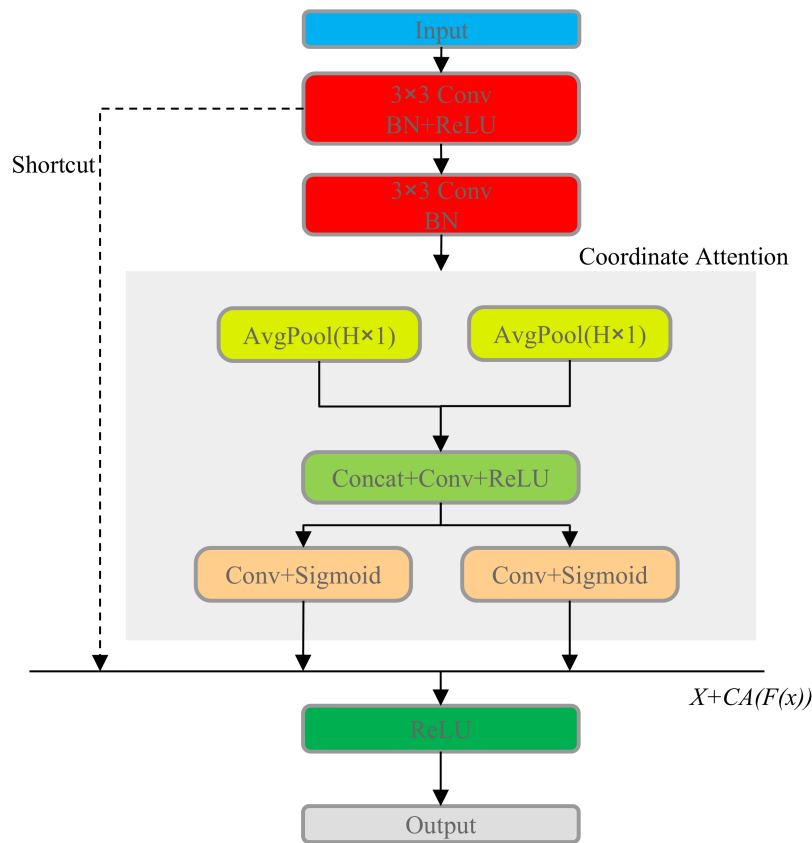 Input
3×3 Conv
BN+ReLU
Shortcut
3×3 Conv
BN
Coordinate Attention
AvgPool(H×1)
AvgPool(H×1)
Concat+Conv+ReLU
Conv+Sigmoid
Conv+Sigmoid
X+CA(F(x))
ReLU
Output